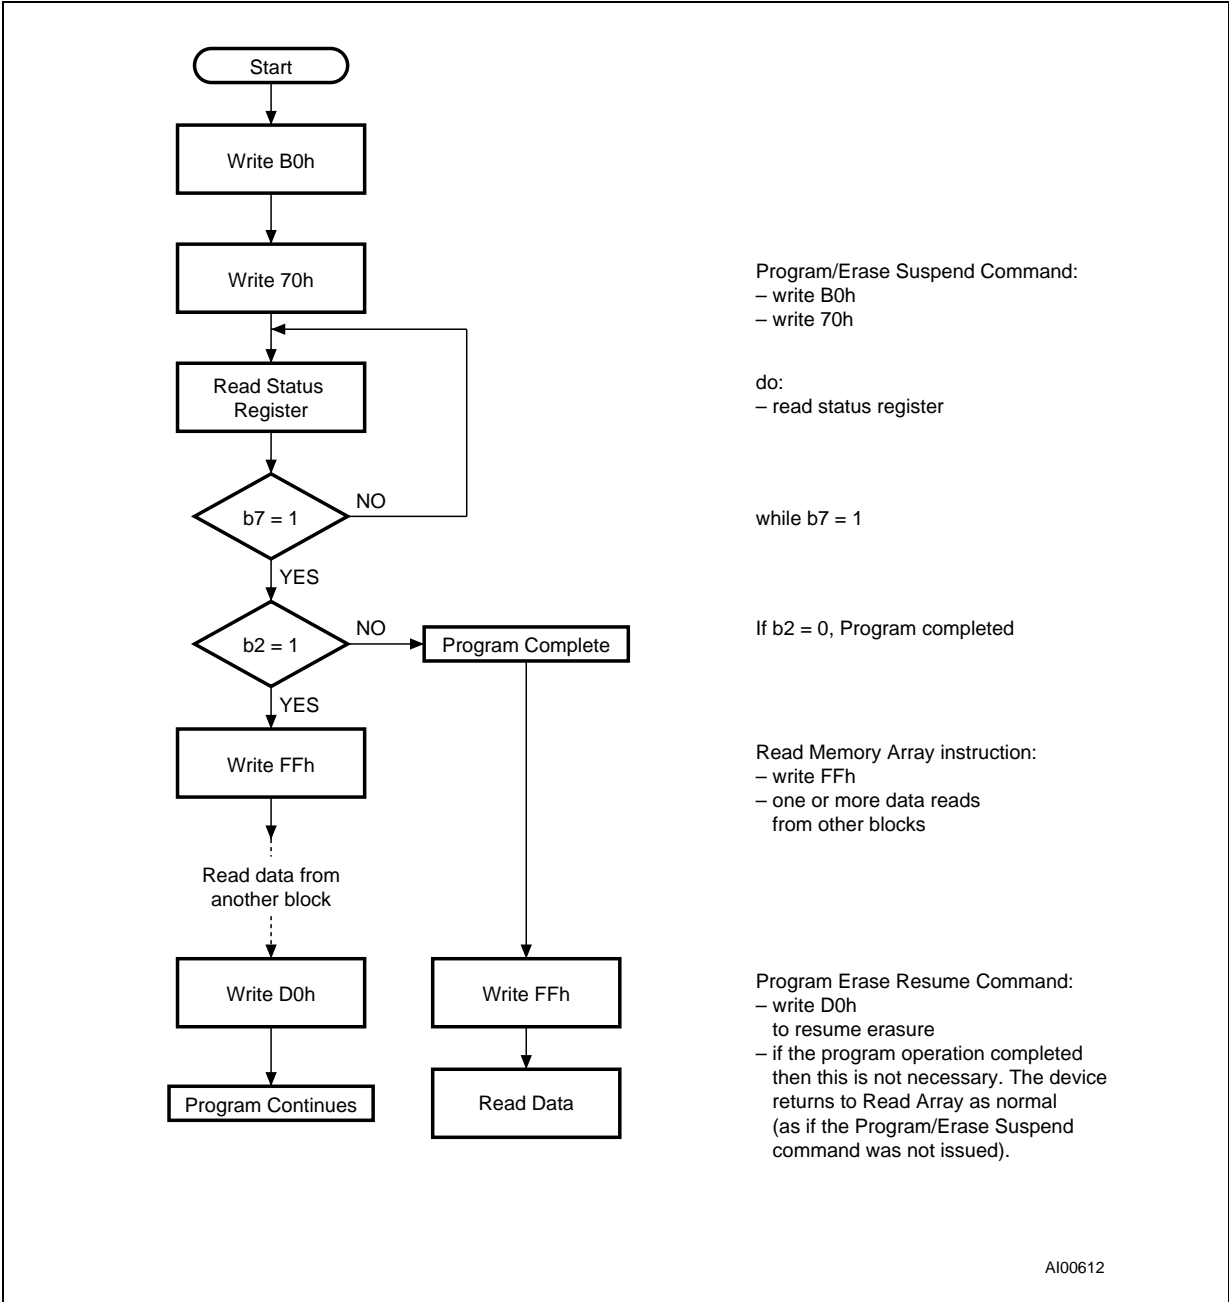 Start
Write B0h
Write 70h
Program/Erase Suspend Command:
– write B0h
– write 70h
Read Status
Register
do:
– read status register
NO
b7 = 1
while b7 = 1
YES
NO
b2 = 1
Program Complete
If b2 = 0, Program completed
YES
Write FFh
Read Memory Array instruction:
– write FFh
– one or more data reads
from other blocks
Read data from
another block
Write D0h
Write FFh
Program Erase Resume Command:
– write D0h
to resume erasure
– if the program operation completed
then this is not necessary. The device
returns to Read Array as normal
(as if the Program/Erase Suspend
command was not issued).
Program Continues
Read Data
AI00612